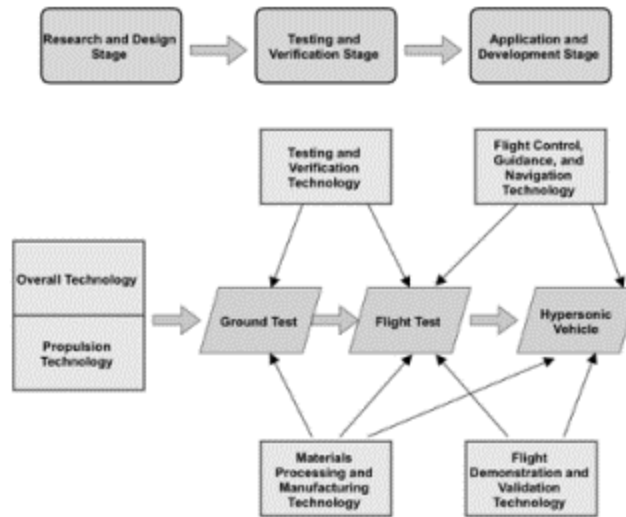 Research and Design
Stage
Testing and
Verification Stage
Application and
Development Stage
Testing and
Verification
Technology
Flight Control,
Guidance, and
Navigation
Technology
Overall Technology
Propulsion
Technology
Ground Test
Flight Test
Hypersonic
Vehicle
Materials
Processing and
Manufacturing
Technology
Flight
Demonstration and
Validation
Technology